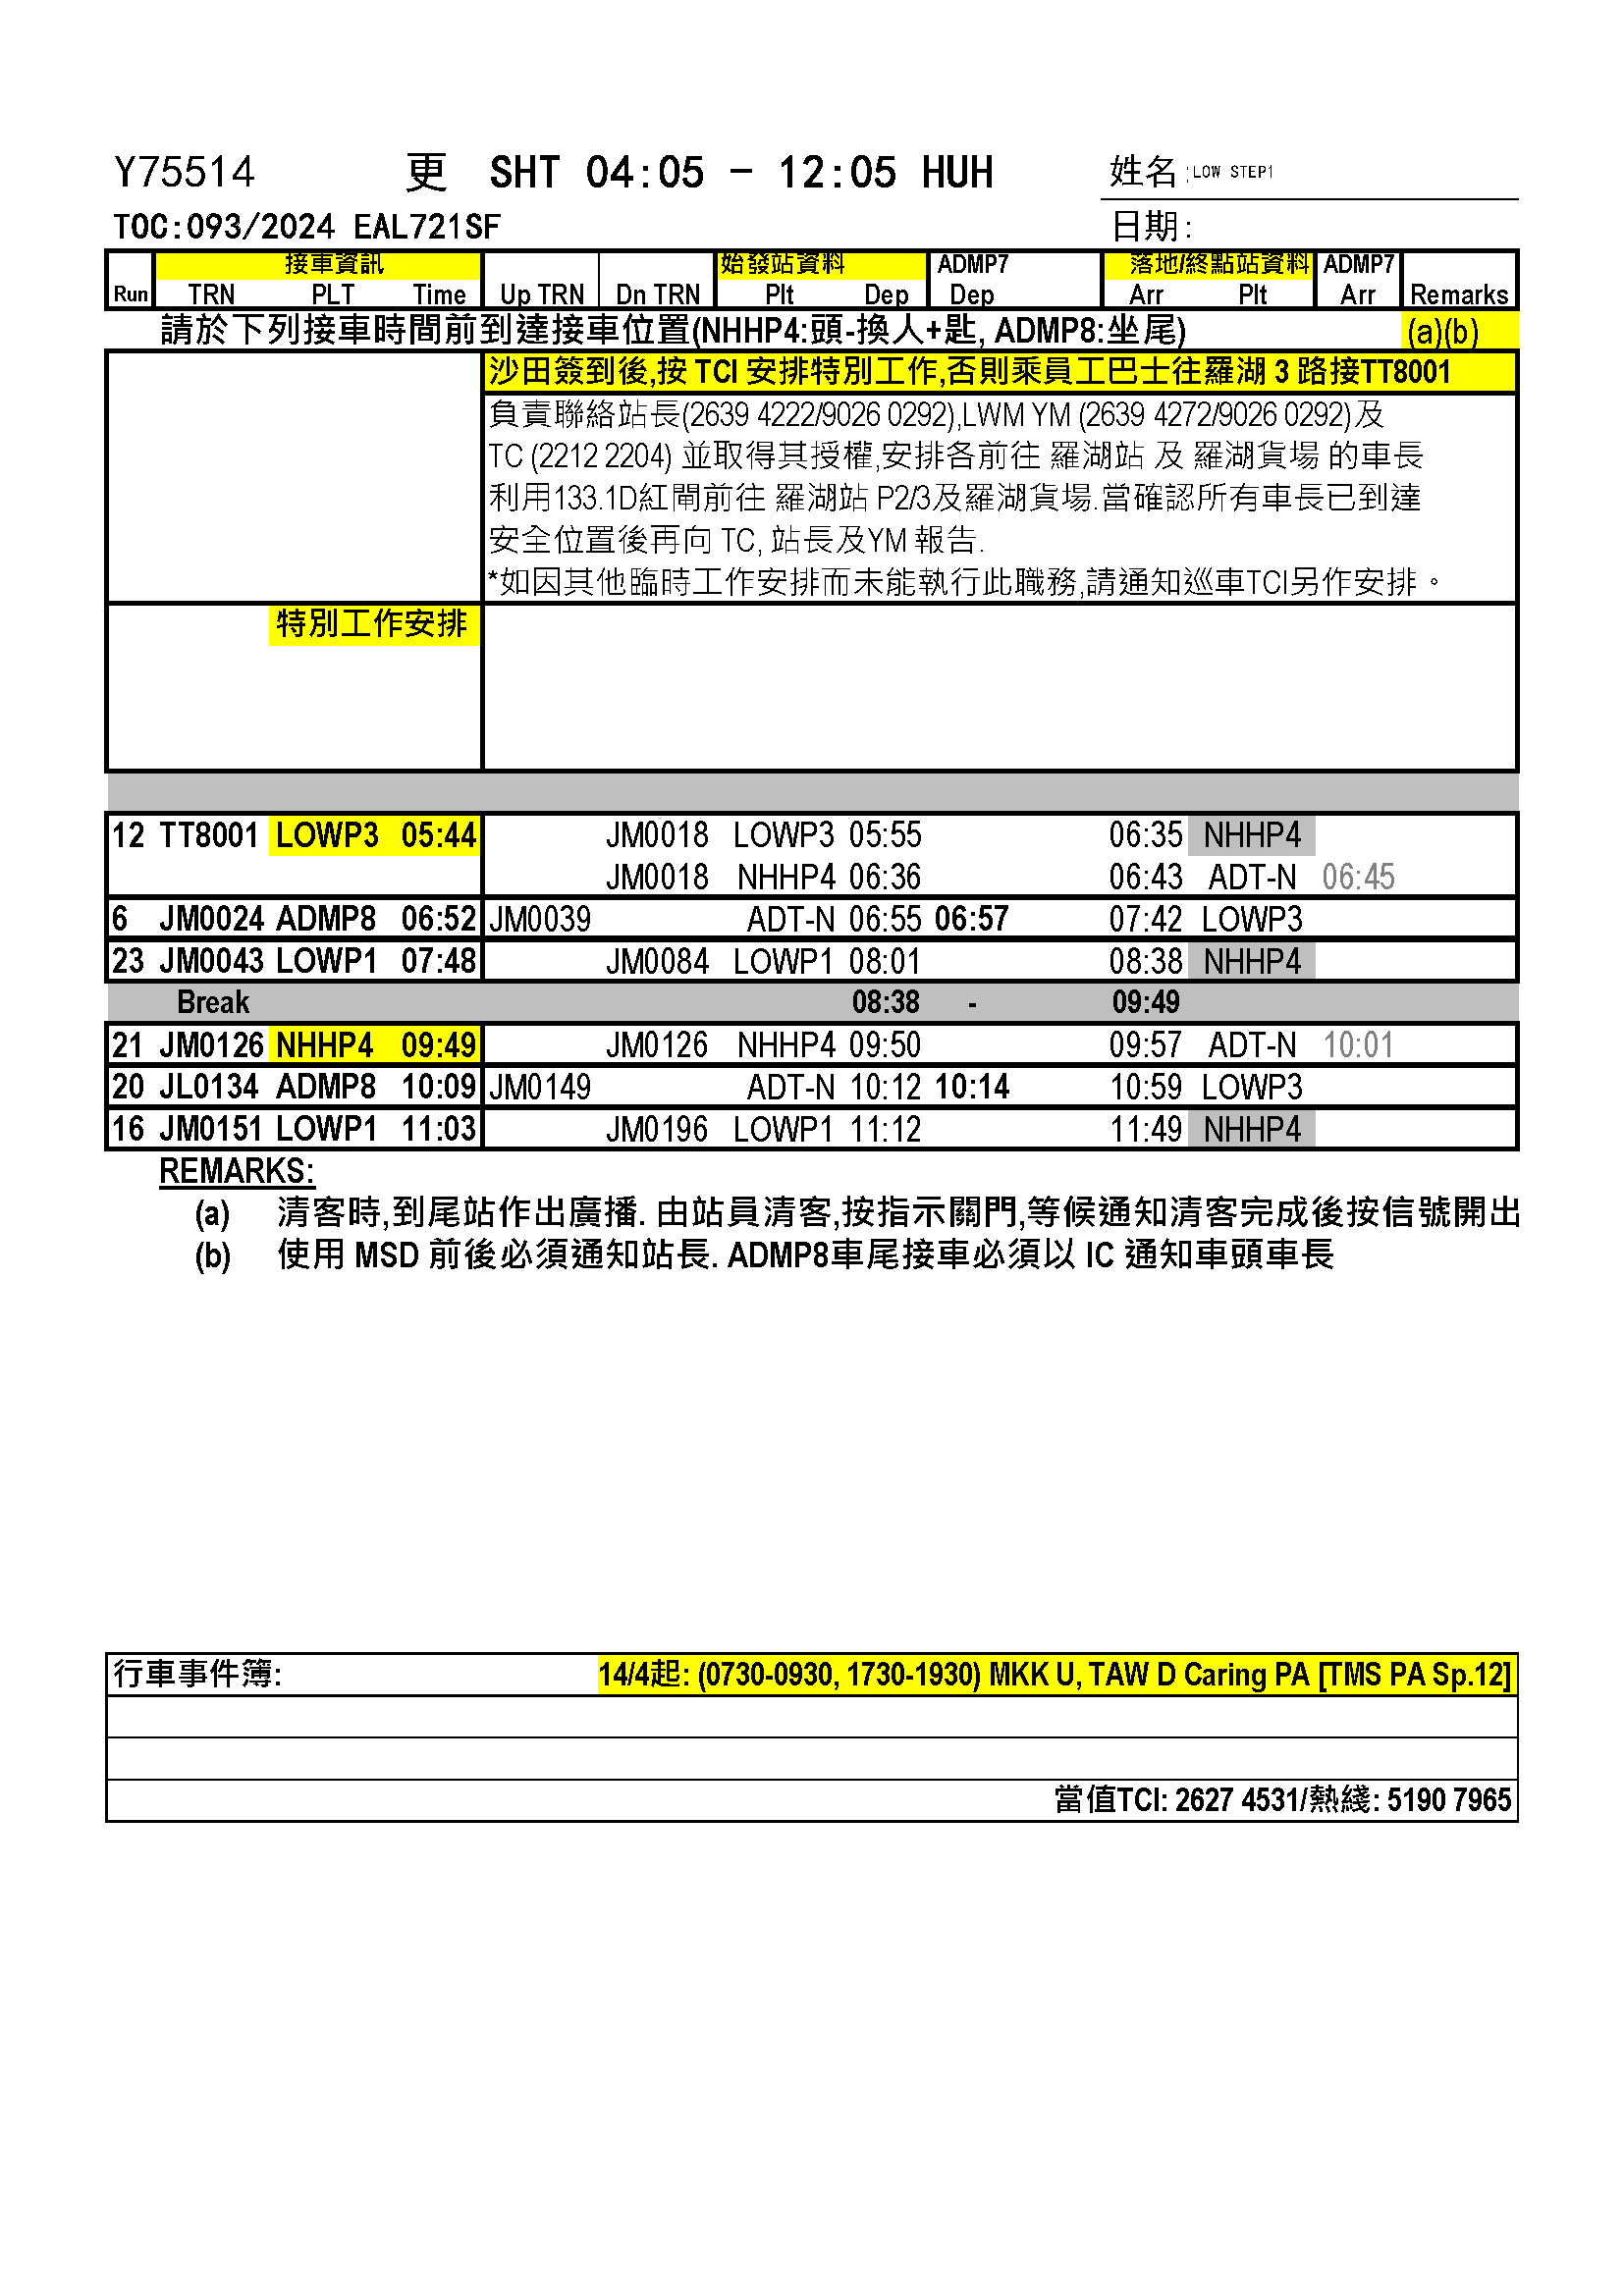 Y75514 更 SHT 04:05 - 12:05 HUH 姓名:LOW STEP1
TOC:093/2024 EAL721SF 日期:
接車資訊 始發站資料 ADMP7 落地/終點站資料 ADMP7
Run TRN PLT Time Up TRN Dn TRN Plt Dep Dep Arr Plt Arr Remarks
請於下列接車時間前到達接車位置(NHHP4:頭-換人+匙, ADMP8:坐尾) (a)(b)
沙田簽到後,按 TCI 安排特別工作,否則乘員工巴士往羅湖 3 路接TT8001
負責聯絡站長(2639 4222/9026 0292),LWM YM (2639 4272/9026 0292)及
TC (2212 2204) 並取得其授權,安排各前往 羅湖站 及 羅湖貨場 的車長
利用133.1D紅閘前往 羅湖站 P2/3及羅湖貨場.當確認所有車長已到達
安全位置後再向 TC, 站長及YM 報告.
*如因其他臨時工作安排而未能執行此職務,請通知巡車TCI另作安排。
特別工作安排
12 TT8001 LOWP3 05:44 JM0018 LOWP3 05:55 06:35 NHHP4
JM0018 NHHP4 06:36 06:43 ADT-N 06:45
6 JM0024 ADMP8 06:52 JM0039 ADT-N 06:55 06:57 07:42 LOWP3
23 JM0043 LOWP1 07:48 JM0084 LOWP1 08:01 08:38 NHHP4
Break 08:38 - 09:49
21 JM0126 NHHP4 09:49 JM0126 NHHP4 09:50 09:57 ADT-N 10:01
20 JL0134 ADMP8 10:09 JM0149 ADT-N 10:12 10:14 10:59 LOWP3
16 JM0151 LOWP1 11:03 JM0196 LOWP1 11:12 11:49 NHHP4
REMARKS:
(a) 清客時,到尾站作出廣播. 由站員清客,按指示關門,等候通知清客完成後按信號開出
(b) 使用 MSD 前後必須通知站長. ADMP8車尾接車必須以 IC 通知車頭車長
行車事件簿: 14/4起: (0730-0930, 1730-1930) MKK U, TAW D Caring PA [TMS PA Sp.12]
當值TCI: 2627 4531/熱綫: 5190 7965